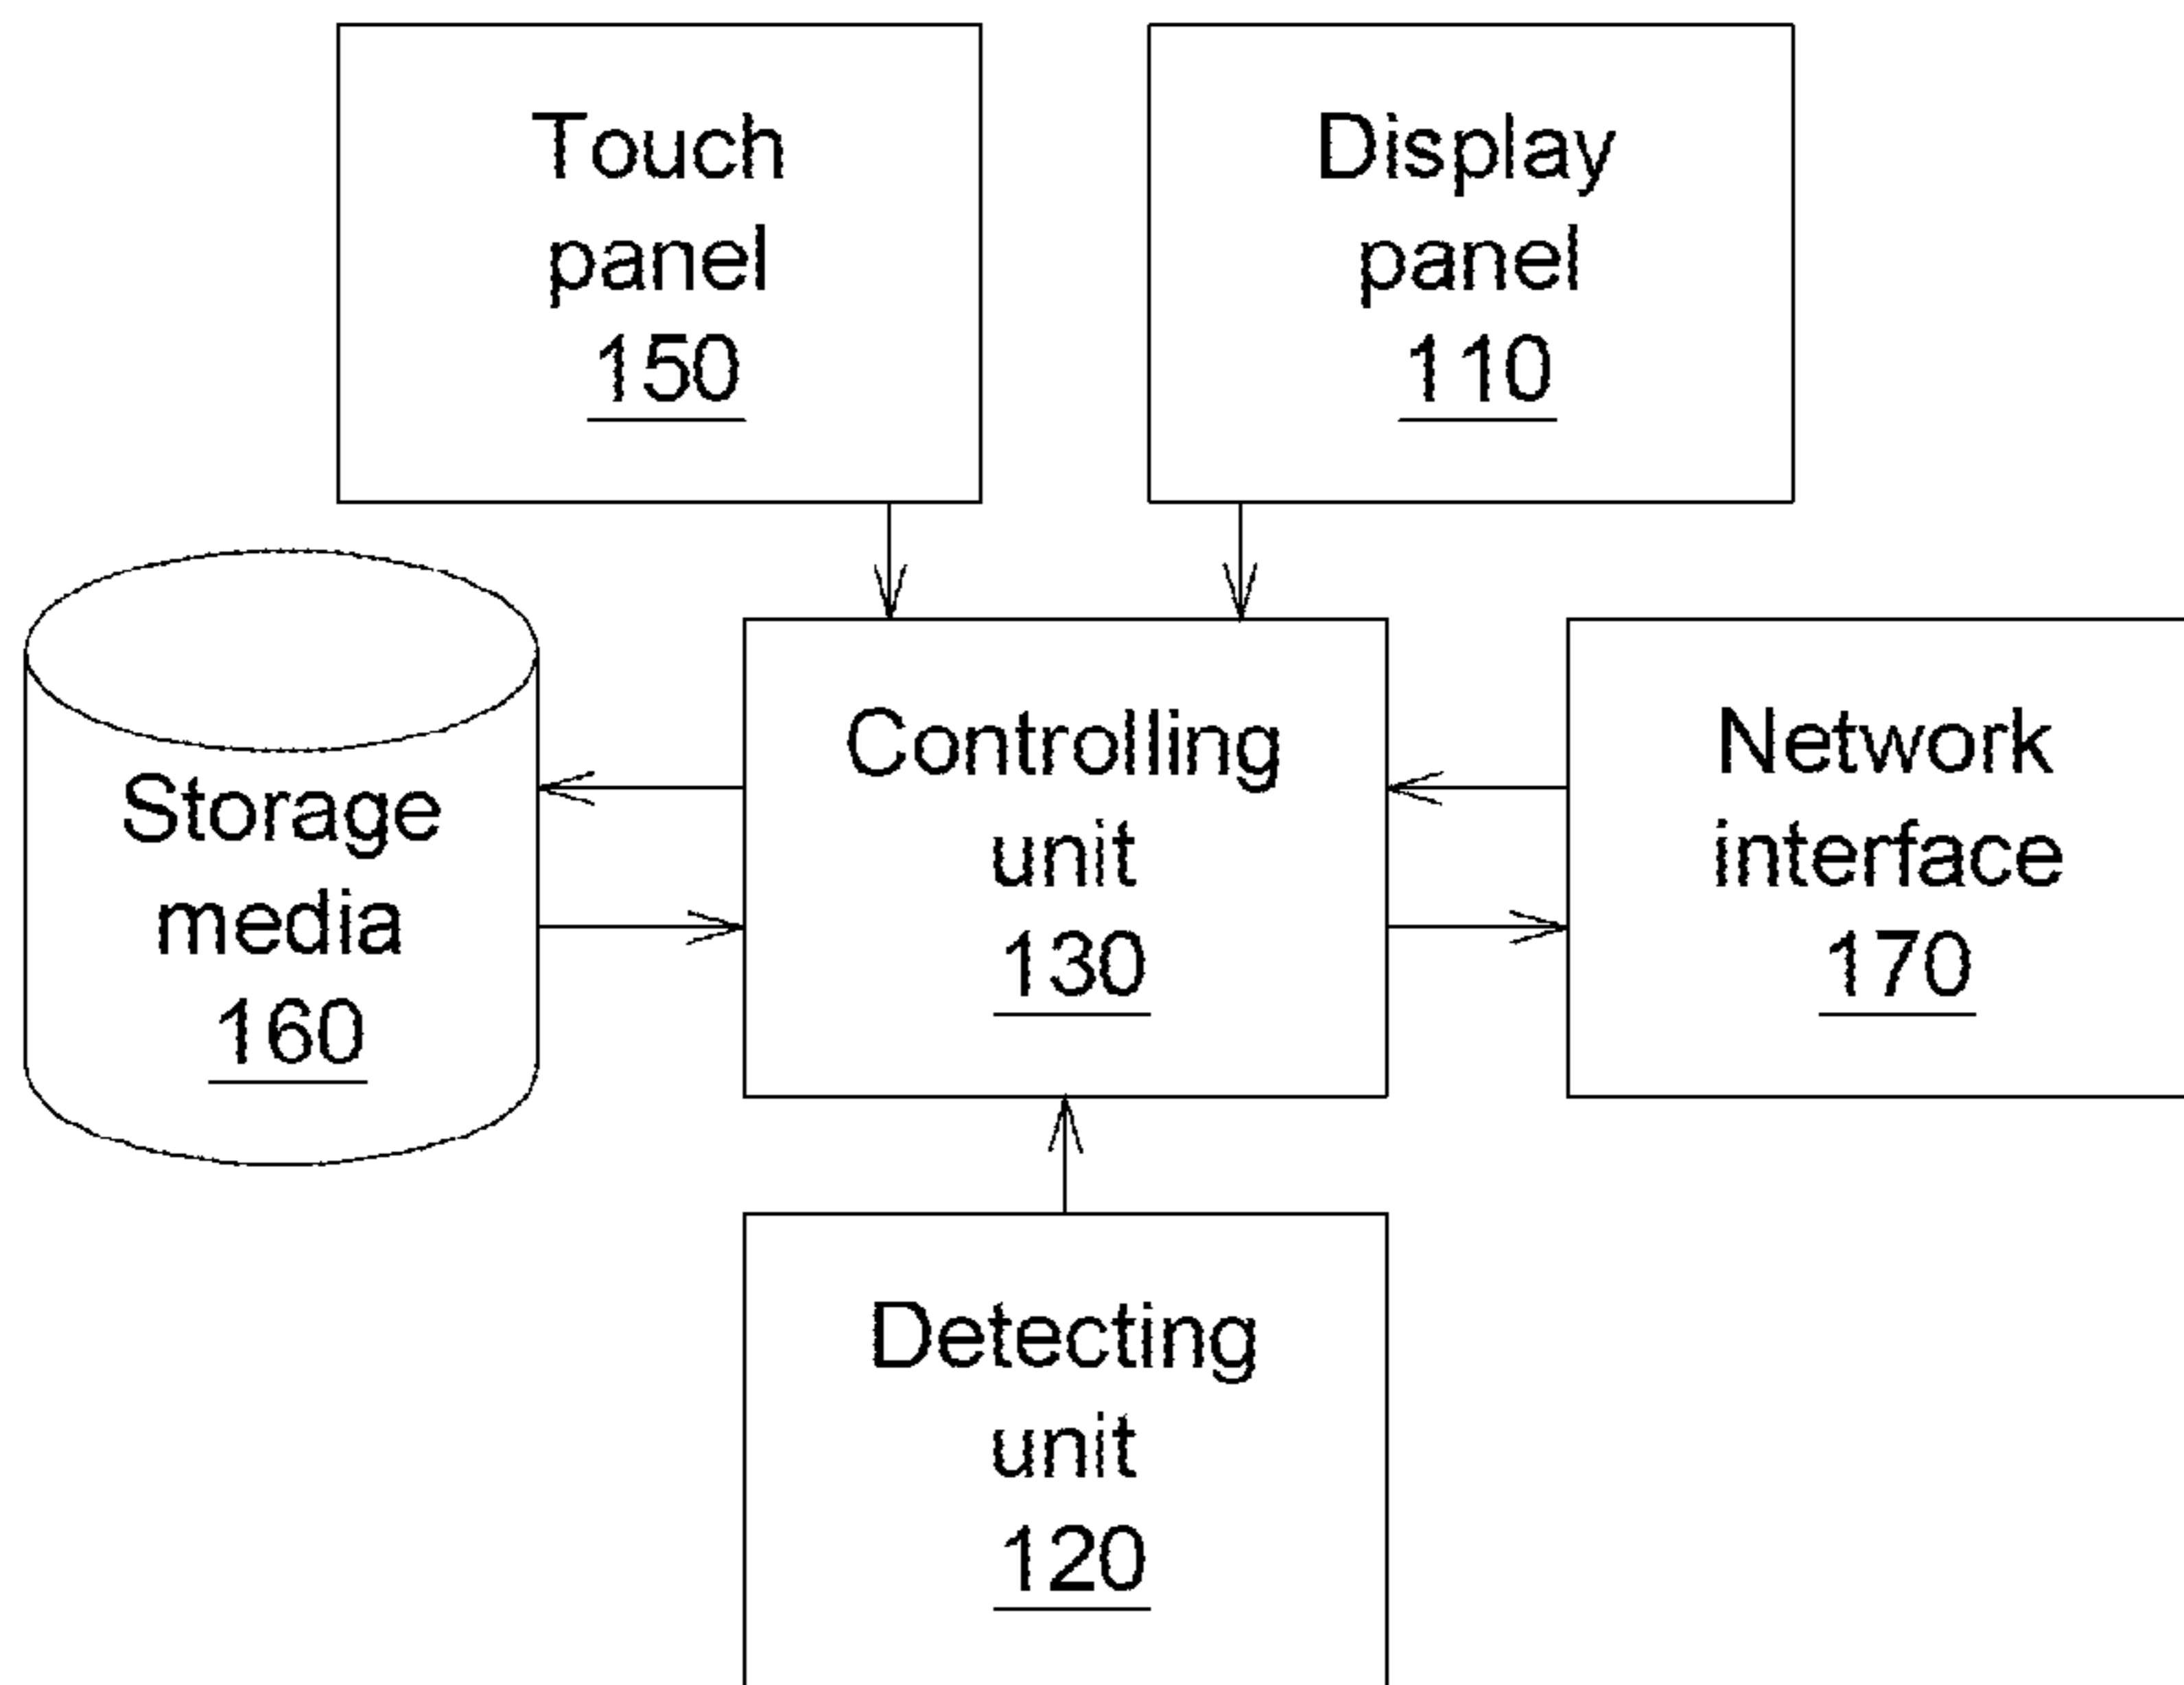 Touch
panel
150
Display
panel
110
Storage
media
160
Controlling
unit
130
Network
interface
170
Detecting
unit
120